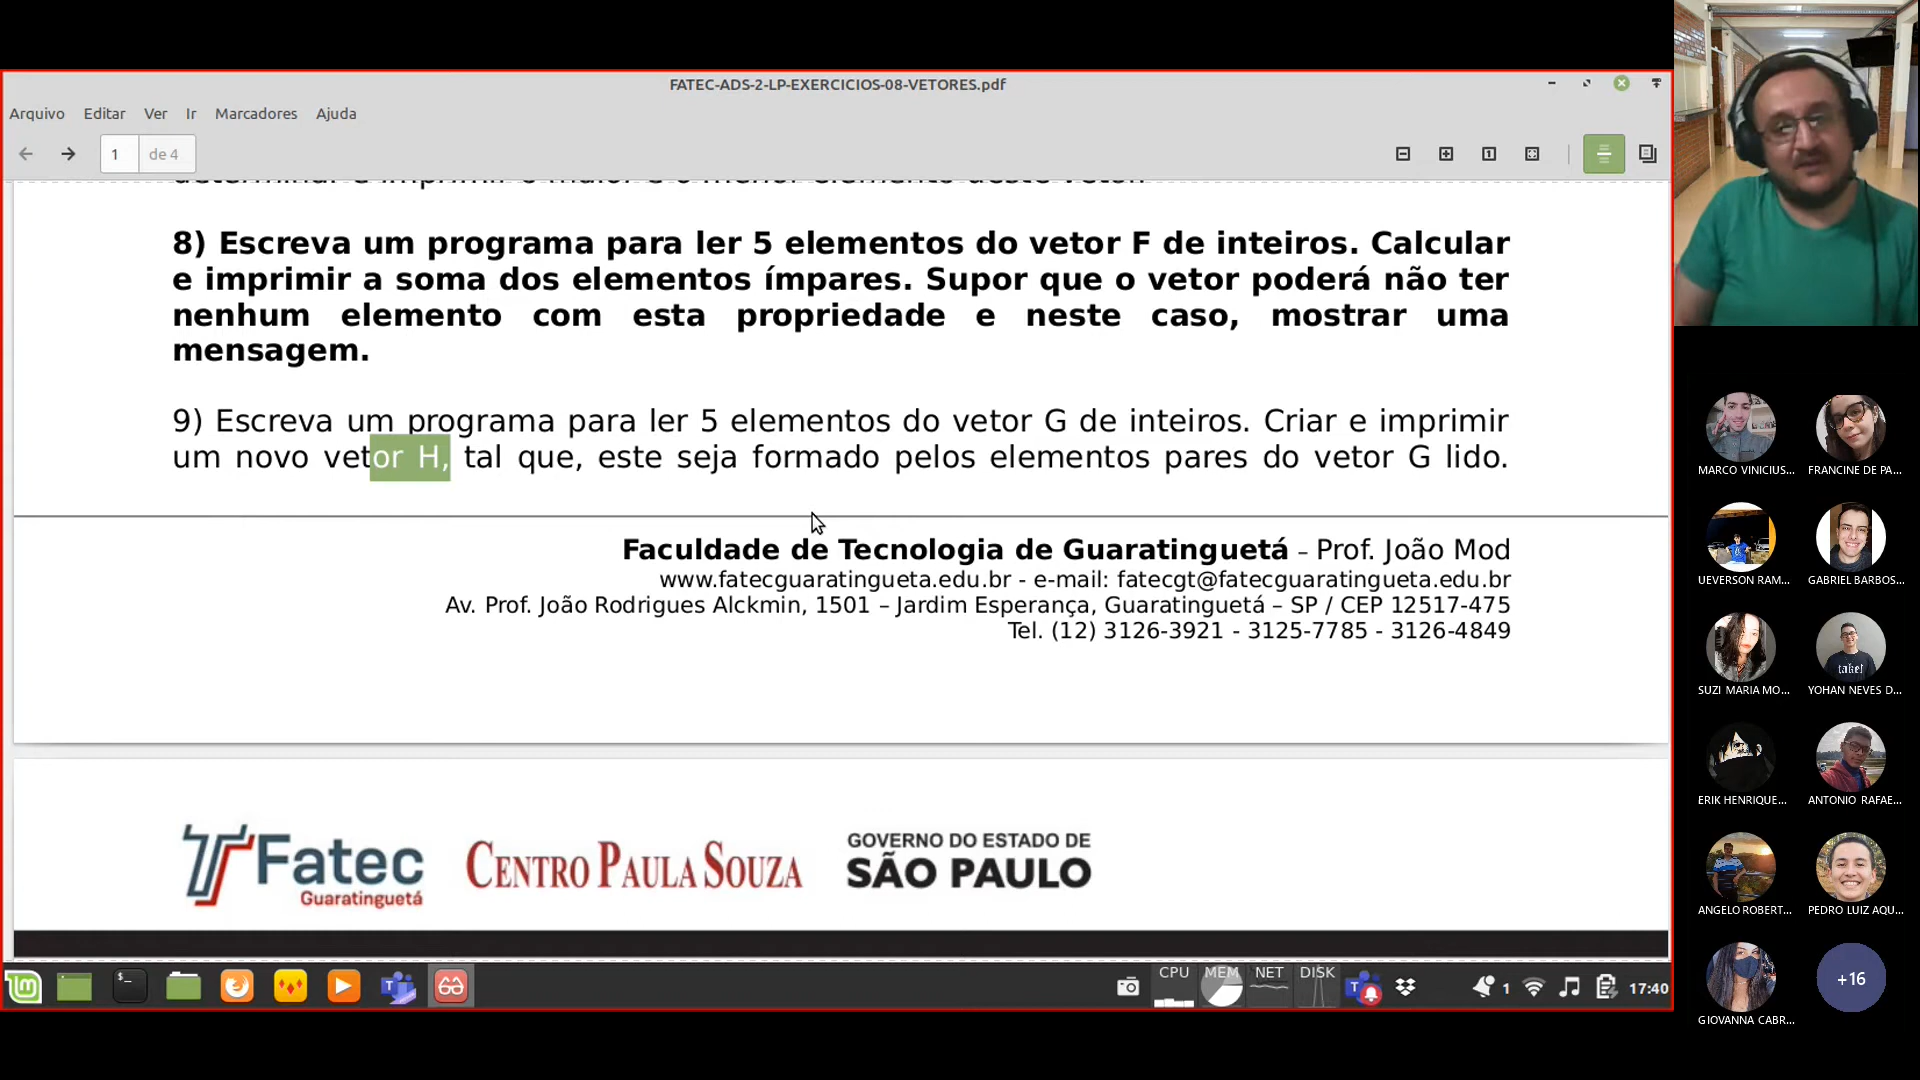 FATEC-ADS-2-LP-EXERCICIOS-08-VETORES.pdf
Arquivo Editar Ver Ir Marcadores Ajuda
1 de 4
determinar e imprimir o maior e o menor elemento deste vetor.
8) Escreva um programa para ler 5 elementos do vetor F de inteiros. Calcular
e imprimir a soma dos elementos ímpares. Supor que o vetor poderá não ter
nenhum elemento com esta propriedade e neste caso, mostrar uma
mensagem.
9) Escreva um programa para ler 5 elementos do vetor G de inteiros. Criar e imprimir
um novo vetor H, tal que, este seja formado pelos elementos pares do vetor G lido.
Faculdade de Tecnologia de Guaratinguetá – Prof. João Mod
www.fatecguaratingueta.edu.br - e-mail: fatecgt@fatecguaratingueta.edu.br
Av. Prof. João Rodrigues Alckmin, 1501 – Jardim Esperança, Guaratinguetá – SP / CEP 12517-475
Tel. (12) 3126-3921 - 3125-7785 - 3126-4849
Fatec
Guaratinguetá
CENTRO PAULA SOUZA
GOVERNO DO ESTADO DE
SÃO PAULO
CPU MEM NET DISK
1 17:40
MARCO VINICIUS... FRANCINE DE PA...
UEVERSON RAM... GABRIEL BARBOS...
SUZI MARIA MO... YOHAN NEVES D...
ERIK HENRIQUE... ANTONIO RAFAE...
ANGELO ROBERT... PEDRO LUIZ AQU...
GIOVANNA CABR... +16